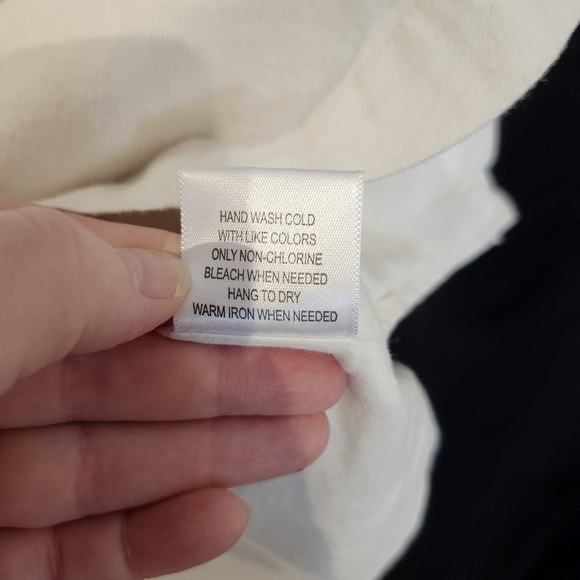 HAND WASH COLD
WITH LIKE COLORS
ONLY NON-CHLORINE
BLEACH WHEN NEEDED
HANG TO DRY
WARM IRON WHEN NEEDED